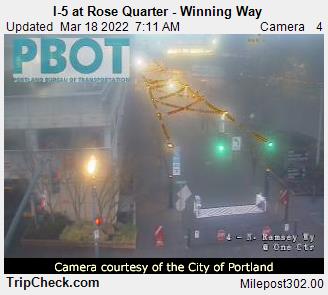 I-5 at Rose Quarter - Winning Way
Updated Mar 18 2022 7:11 AM Camera 4
PBOT
PORTLAND BUREAU OF TRANSPORTATION
4 - N. Ramsey Wy
@ One Ctr
Camera courtesy of the City of Portland
TripCheck.com Milepost302.00